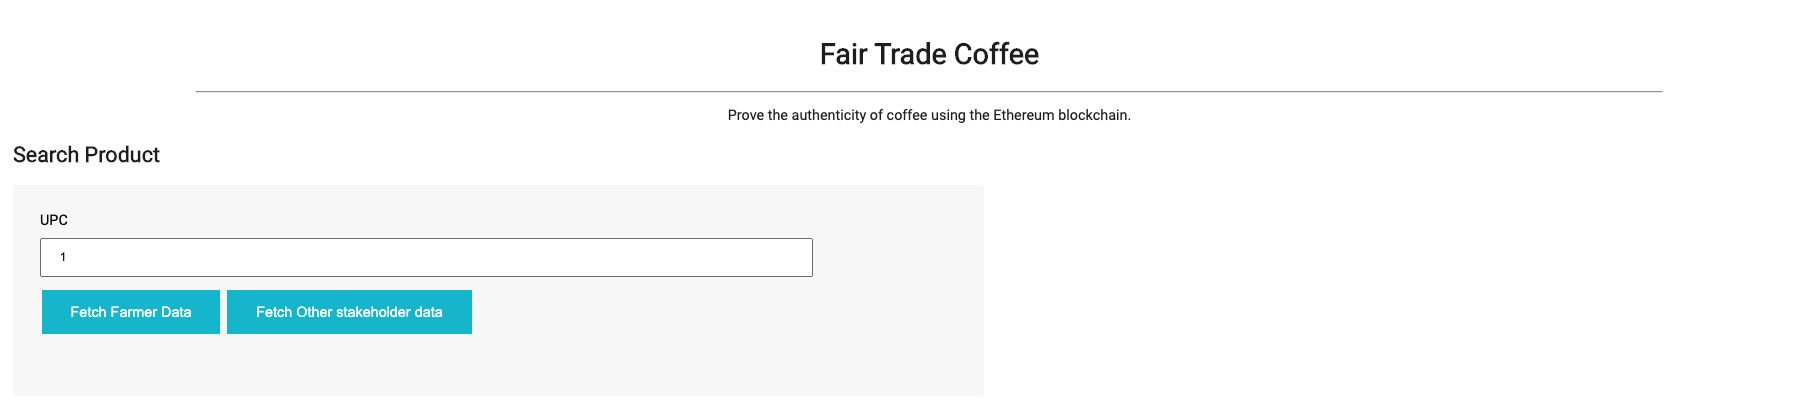 Fair Trade Coffee
Prove the authenticity of coffee using the Ethereum blockchain.
Search Product
UPC
1
Fetch Farmer Data
Fetch Other stakeholder data